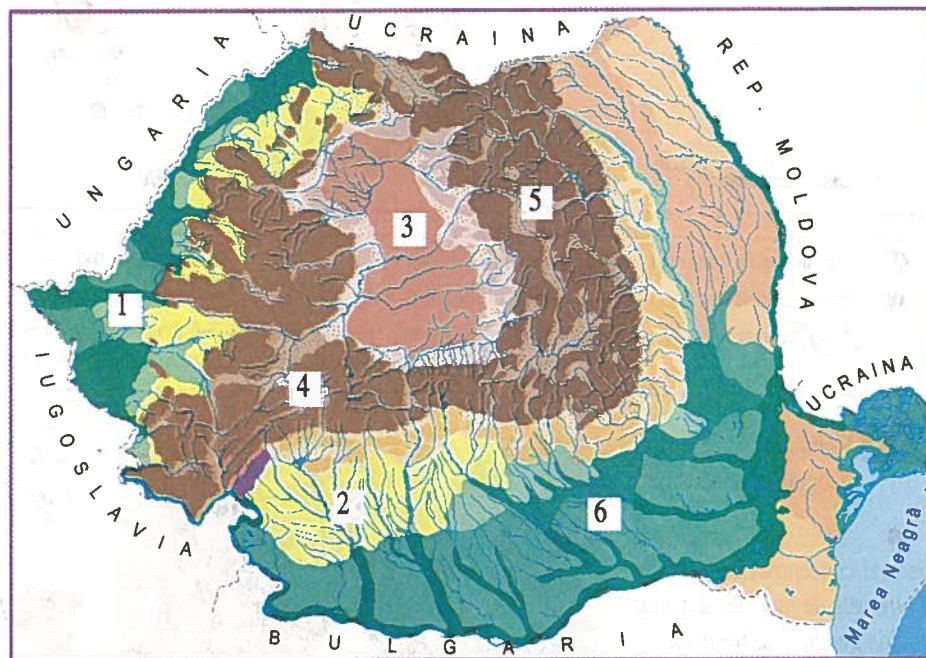 UCRAINA
UNGARIA
REP. MOLDOVA
5
3
1
4
IUGOSLAVIA
UCRAINA
2
6
Marea Neagră
BULGARIA